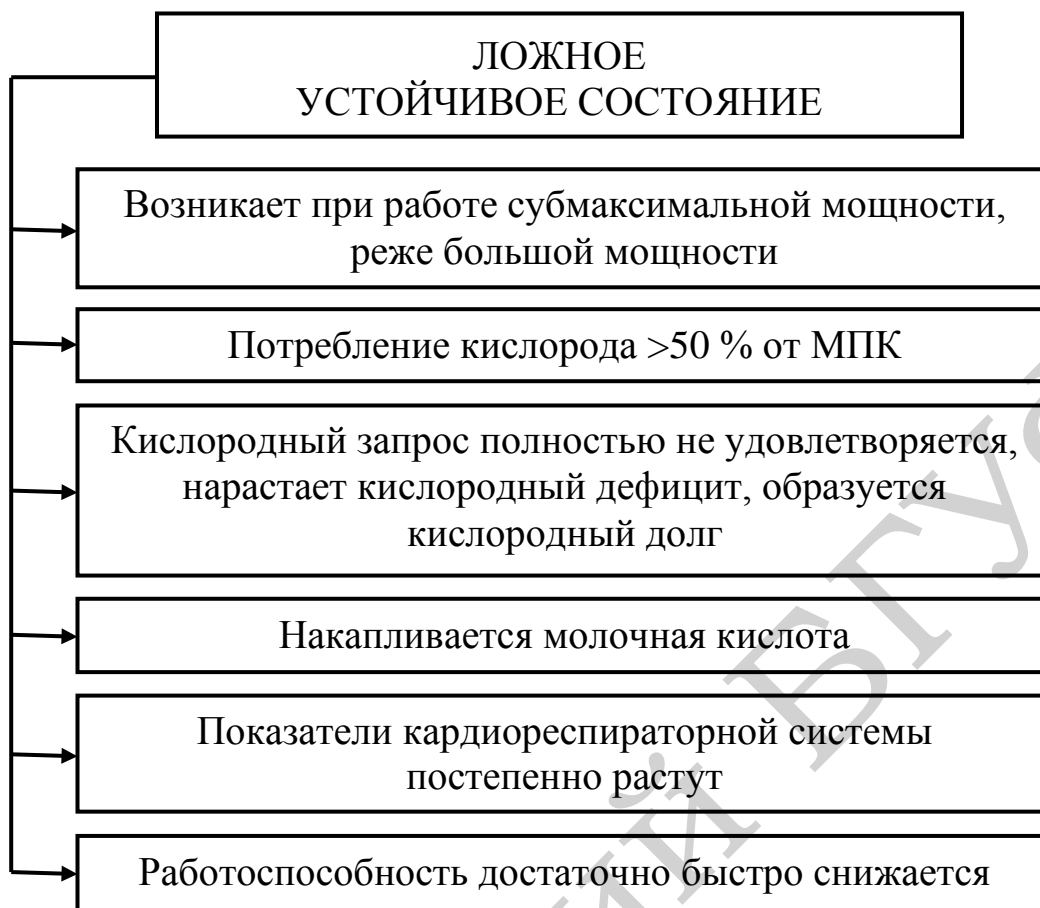 ЛОЖНОЕ
УСТОЙЧИВОЕ СОСТОЯНИЕ
Возникает при работе субмаксимальной мощности,
реже большой мощности
Потребление кислорода >50 % от МПК
Кислородный запрос полностью не удовлетворяется,
нарастает кислородный дефицит, образуется
кислородный долг
Накапливается молочная кислота
Показатели кардиореспираторной системы
постепенно растут
Работоспособность достаточно быстро снижается